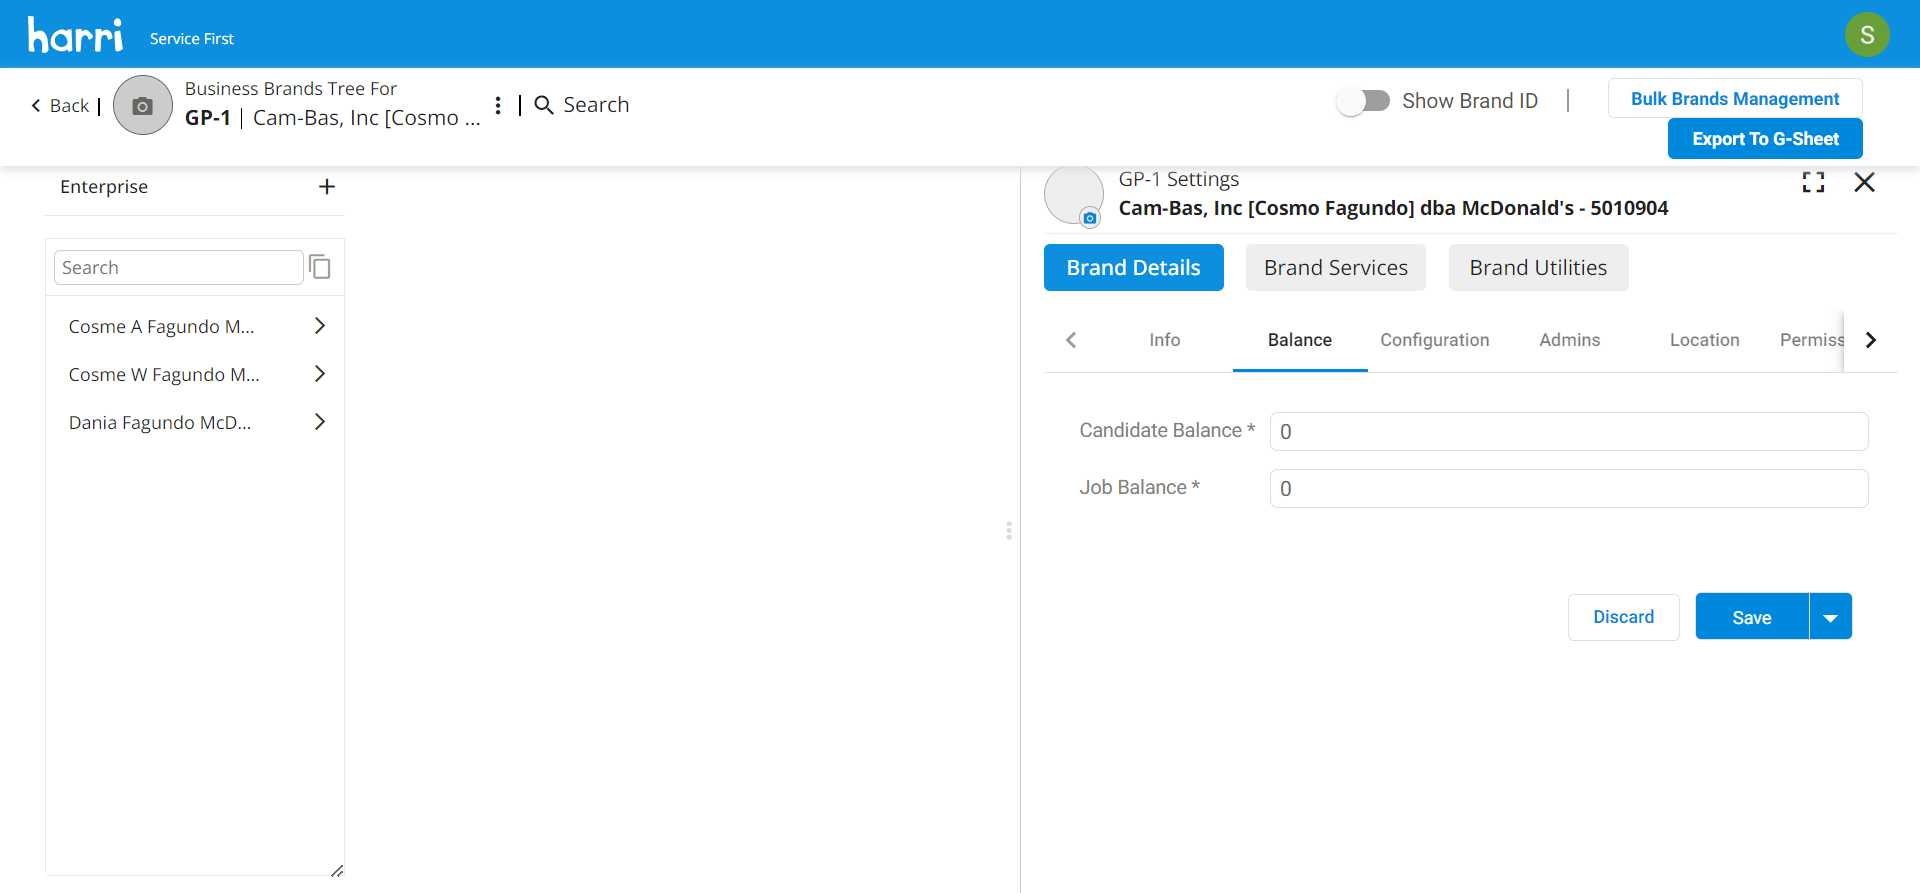 harri
Service First
S
Back
Business Brands Tree For
GP-1 | Cam-Bas, Inc [Cosmo ...
Search
Show Brand ID
Bulk Brands Management
Export To G-Sheet
Enterprise
Search
Cosme A Fagundo M...
Cosme W Fagundo M...
Dania Fagundo McD...
GP-1 Settings
Cam-Bas, Inc [Cosmo Fagundo] dba McDonald's - 5010904
Brand Details
Brand Services
Brand Utilities
Info
Balance
Configuration
Admins
Location
Permiss
Candidate Balance *
0
Job Balance *
0
Discard
Save